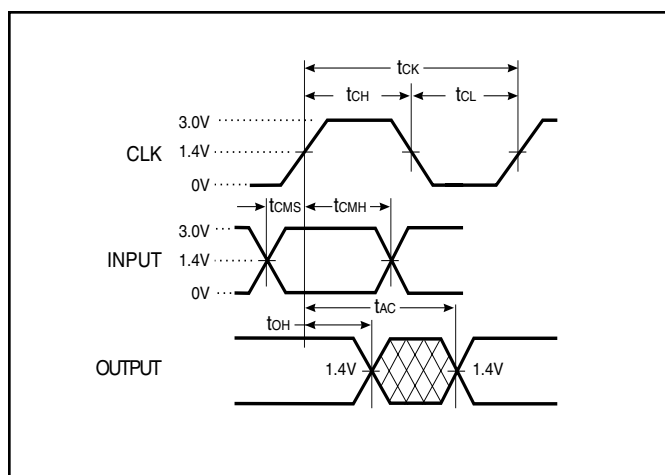 tCK
tCH tCL
3.0V
CLK 1.4V
0V
tCMS tCMH
3.0V
INPUT 1.4V
0V
tAC
tOH
OUTPUT 1.4V 1.4V